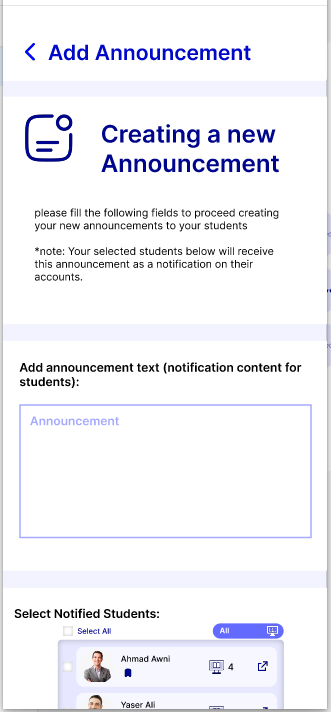 Add Announcement
Creating a new
Announcement
please fill the following fields to proceed creating
your new announcements to your students
*note: Your selected students below will receive
this announcement as a notification on their
accounts.
Add announcement text (notification content for
students):
Announcement
Select Notified Students:
Select All
All
Ahmad Awni
4
Yaser Ali